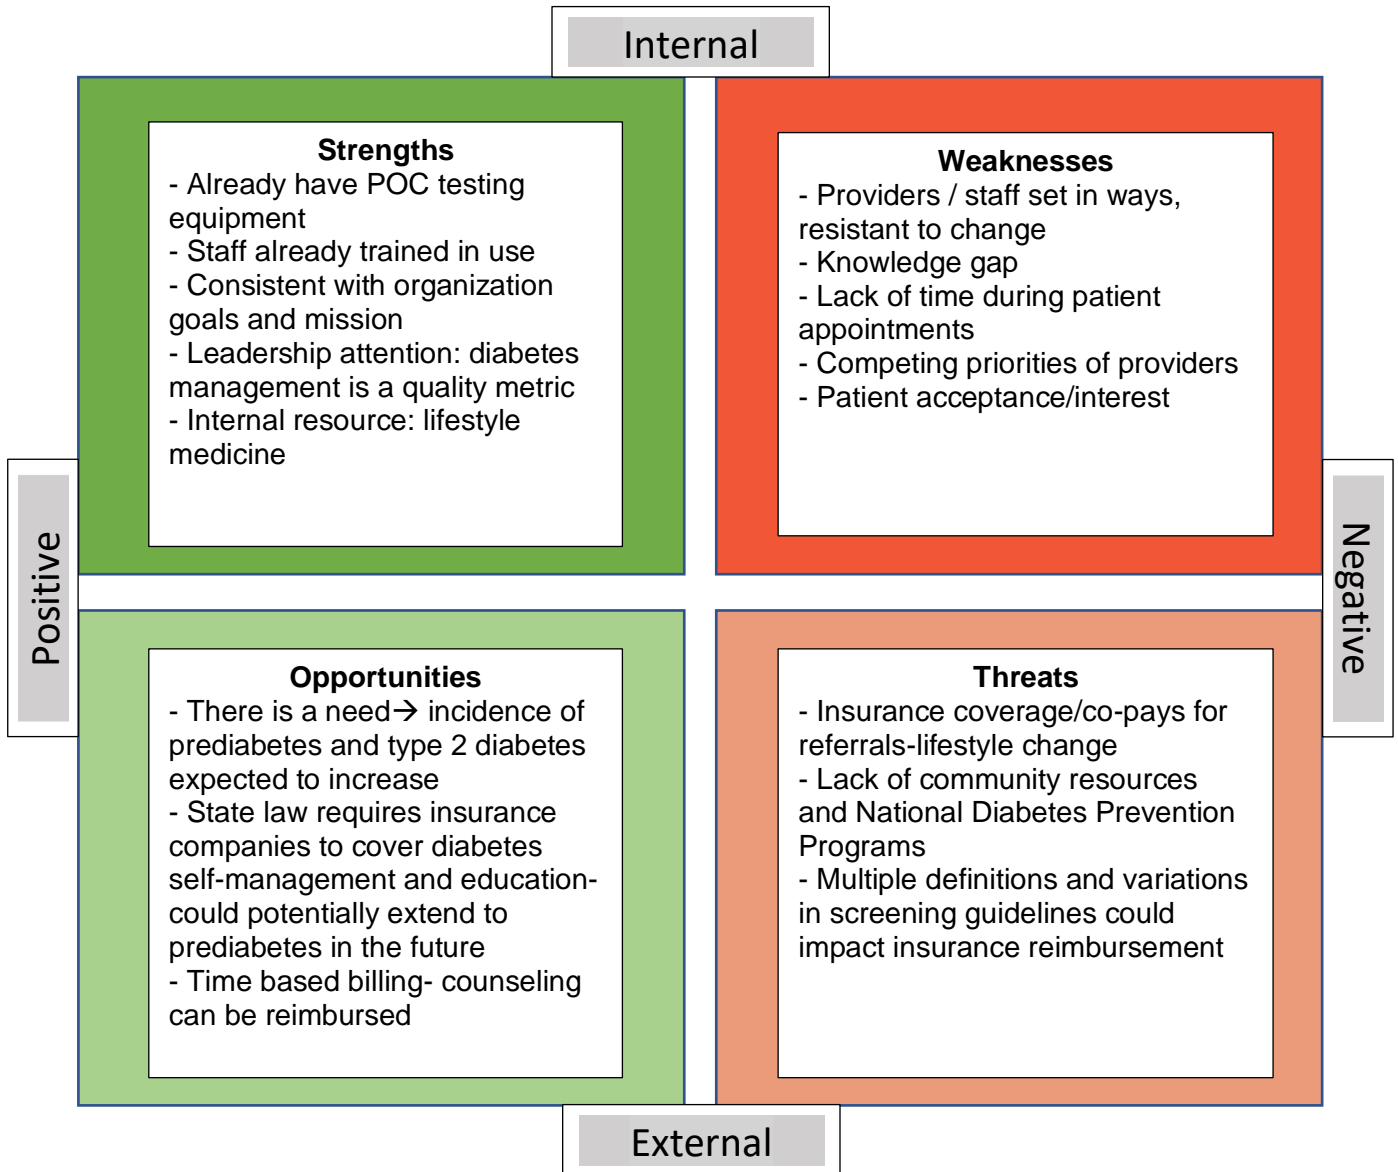 Internal
Strengths
- Already have POC testing
equipment
- Staff already trained in use
- Consistent with organization
goals and mission
- Leadership attention: diabetes
management is a quality metric
- Internal resource: lifestyle
medicine
Weaknesses
- Providers / staff set in ways,
resistant to change
- Knowledge gap
- Lack of time during patient
appointments
- Competing priorities of providers
- Patient acceptance/interest
Positive
Negative
Opportunities
- There is a need→ incidence of
prediabetes and type 2 diabetes
expected to increase
- State law requires insurance
companies to cover diabetes
self-management and education-
could potentially extend to
prediabetes in the future
- Time based billing- counseling
can be reimbursed
Threats
- Insurance coverage/co-pays for
referrals-lifestyle change
- Lack of community resources
and National Diabetes Prevention
Programs
- Multiple definitions and variations
in screening guidelines could
impact insurance reimbursement
External